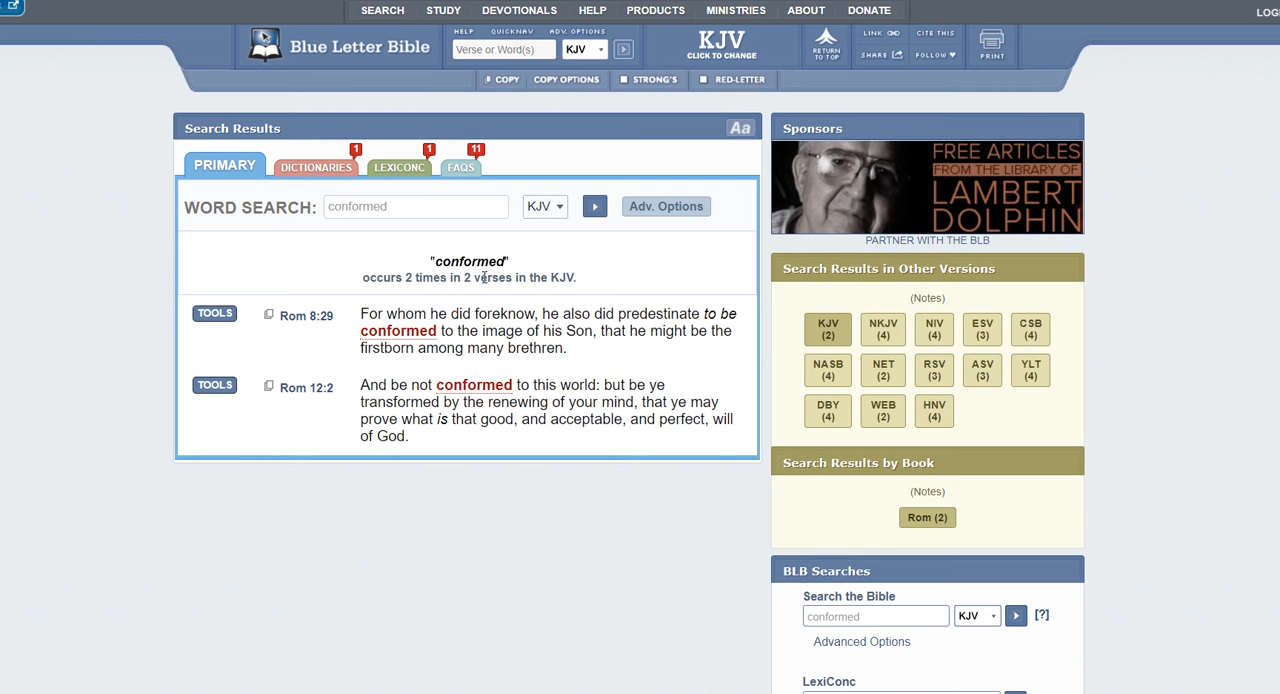 SEARCH STUDY DEVOTIONALS HELP PRODUCTS MINISTRIES ABOUT DONATE
Blue Letter Bible
HELP QUICKNAV ADV. OPTIONS
Verse or Word(s) KJV
KJV
CLICK TO CHANGE
RETURN
TO TOP
LINK CITE THIS
SHARE FOLLOW
PRINT
COPY COPY OPTIONS STRONG'S RED-LETTER
Search Results Aa
PRIMARY DICTIONARIES 1 LEXICONC 1 FAQS 11
WORD SEARCH: conformed KJV Adv. Options
"conformed"
occurs 2 times in 2 verses in the KJV.
TOOLS Rom 8:29 For whom he did foreknow, he also did predestinate to be
conformed to the image of his Son, that he might be the
firstborn among many brethren.
TOOLS Rom 12:2 And be not conformed to this world: but be ye
transformed by the renewing of your mind, that ye may
prove what is that good, and acceptable, and perfect, will
of God.
Sponsors
FREE ARTICLES
FROM THE LIBRARY OF
LAMBERT
DOLPHIN
PARTNER WITH THE BLB
Search Results in Other Versions
(Notes)
KJV (2) NKJV (4) NIV (4) ESV (3) CSB (4)
NASB (4) NET (2) RSV (3) ASV (3) YLT (4)
DBY (4) WEB (2) HNV (4)
Search Results by Book
(Notes)
Rom (2)
BLB Searches
Search the Bible
conformed KJV [?]
Advanced Options
LexiConc